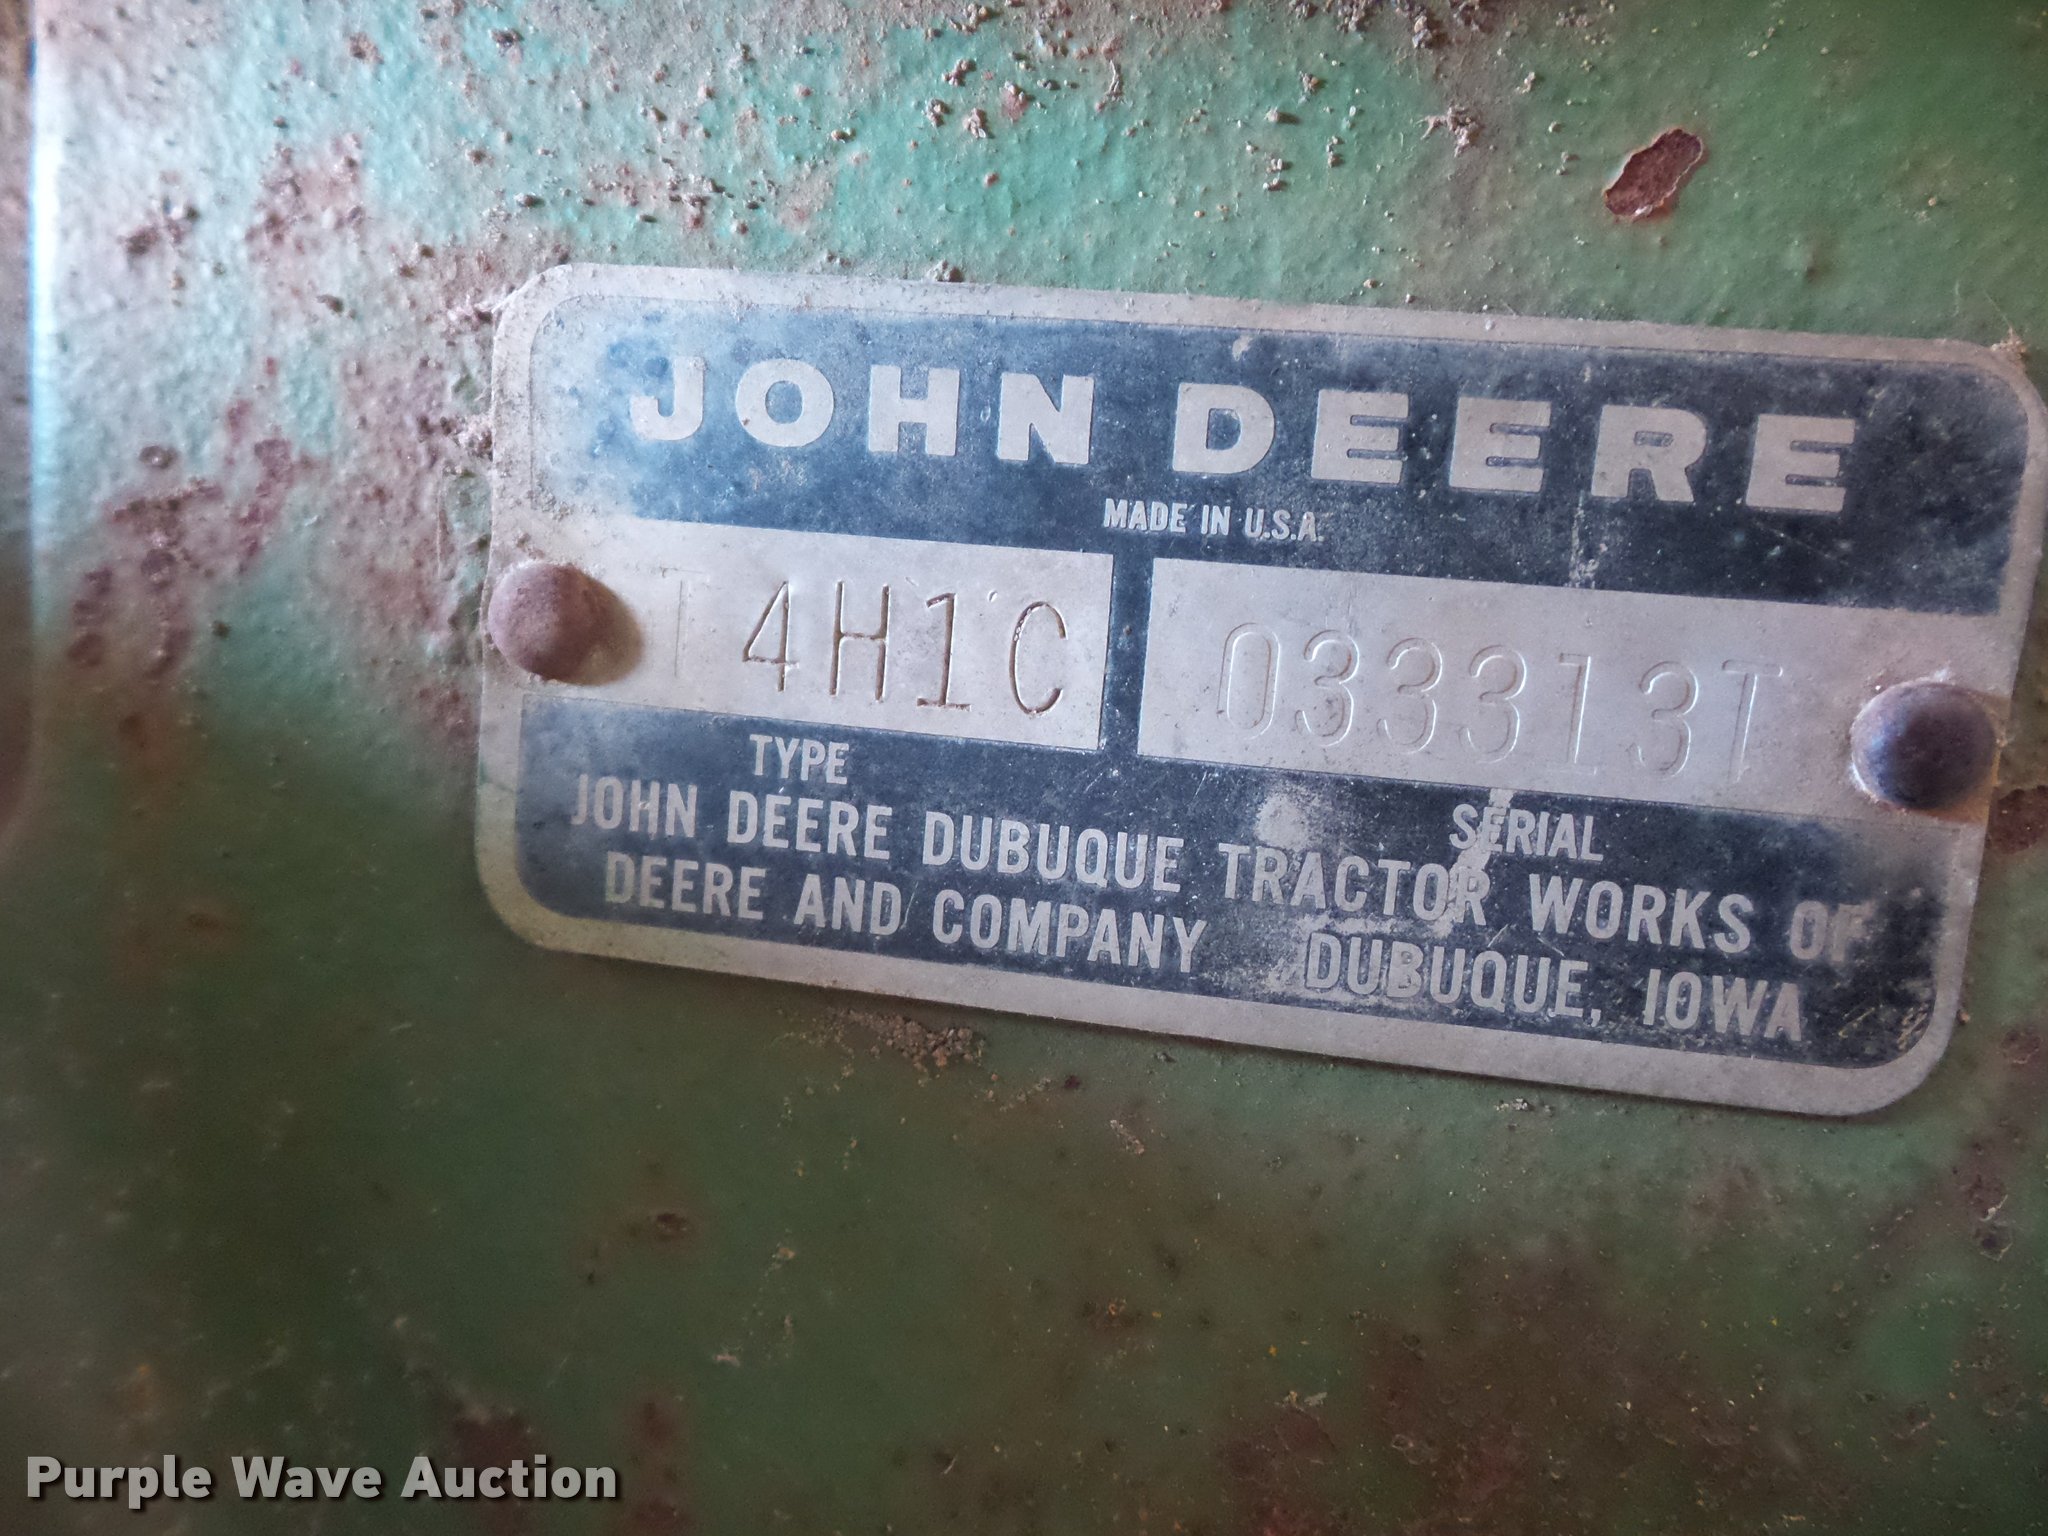 JOHN DEERE
MADE IN U.S.A.
T 4H1C 033313T
TYPE SERIAL
JOHN DEERE DUBUQUE TRACTOR WORKS OF
DEERE AND COMPANY DUBUQUE, IOWA
Purple Wave Auction